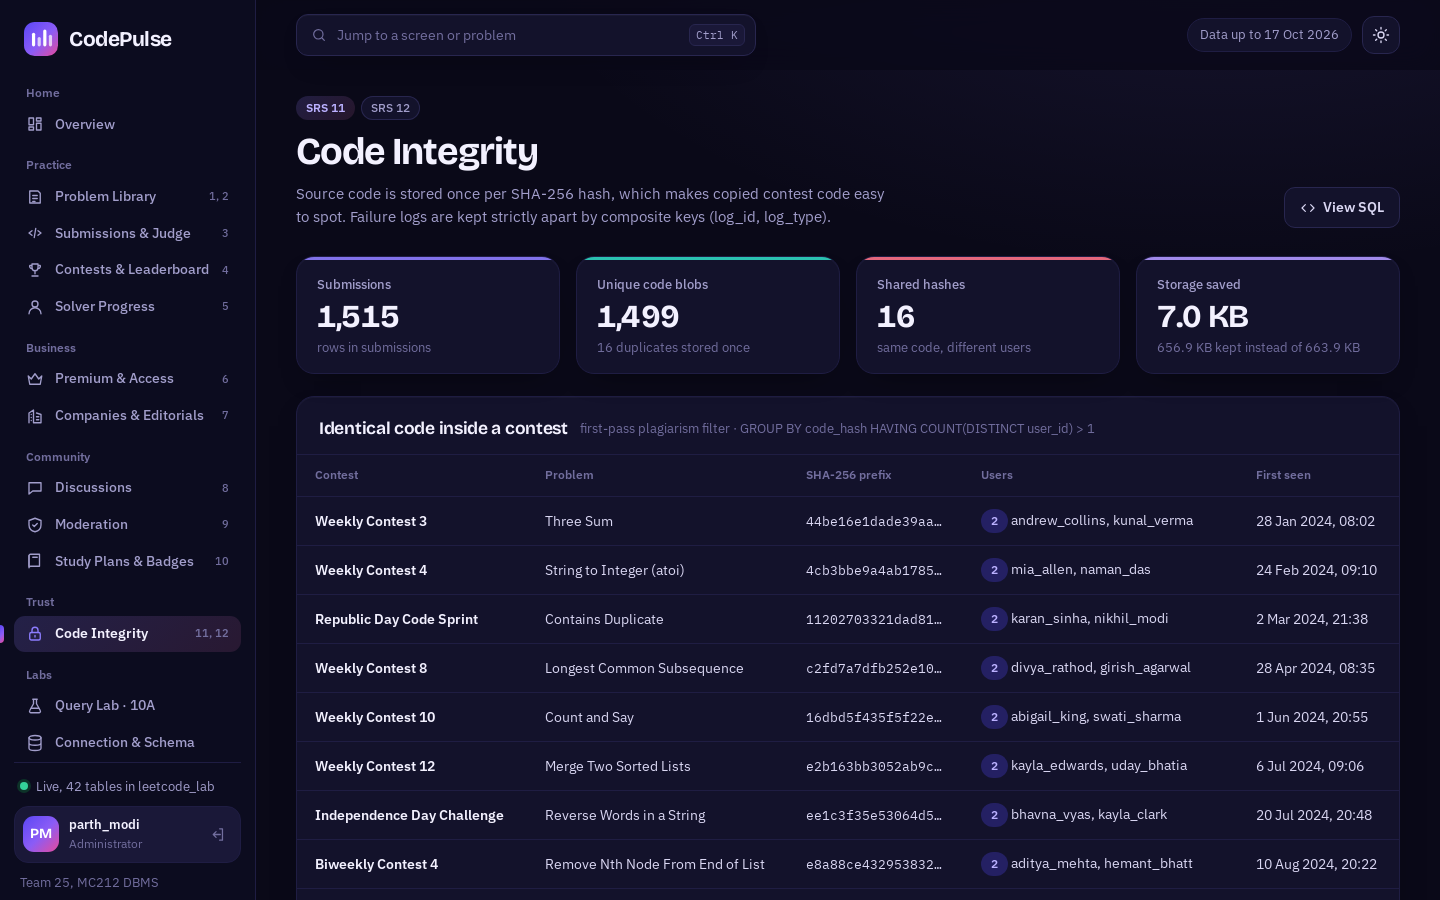 CodePulse
Jump to a screen or problem
Ctrl K
Data up to 17 Oct 2026
Home
Overview
Practice
Problem Library 1, 2
Submissions & Judge 3
Contests & Leaderboard 4
Solver Progress 5
Business
Premium & Access 6
Companies & Editorials 7
Community
Discussions 8
Moderation 9
Study Plans & Badges 10
Trust
Code Integrity 11, 12
Labs
Query Lab · 10A
Connection & Schema
Live, 42 tables in leetcode_lab
PM
parth_modi
Administrator
Team 25, MC212 DBMS
SRS 11 SRS 12
Code Integrity
Source code is stored once per SHA-256 hash, which makes copied contest code easy
to spot. Failure logs are kept strictly apart by composite keys (log_id, log_type).
View SQL
Submissions
1,515
rows in submissions
Unique code blobs
1,499
16 duplicates stored once
Shared hashes
16
same code, different users
Storage saved
7.0 KB
656.9 KB kept instead of 663.9 KB
Identical code inside a contest first-pass plagiarism filter · GROUP BY code_hash HAVING COUNT(DISTINCT user_id) > 1
Contest Problem SHA-256 prefix Users First seen
Weekly Contest 3 Three Sum 44be16e1dade39aa… 2 andrew_collins, kunal_verma 28 Jan 2024, 08:02
Weekly Contest 4 String to Integer (atoi) 4cb3bbe9a4ab1785… 2 mia_allen, naman_das 24 Feb 2024, 09:10
Republic Day Code Sprint Contains Duplicate 11202703321dad81… 2 karan_sinha, nikhil_modi 2 Mar 2024, 21:38
Weekly Contest 8 Longest Common Subsequence c2fd7a7dfb252e10… 2 divya_rathod, girish_agarwal 28 Apr 2024, 08:35
Weekly Contest 10 Count and Say 16dbd5f435f5f22e… 2 abigail_king, swati_sharma 1 Jun 2024, 20:55
Weekly Contest 12 Merge Two Sorted Lists e2b163bb3052ab9c… 2 kayla_edwards, uday_bhatia 6 Jul 2024, 09:06
Independence Day Challenge Reverse Words in a String ee1c3f35e53064d5… 2 bhavna_vyas, kayla_clark 20 Jul 2024, 20:48
Biweekly Contest 4 Remove Nth Node From End of List e8a88ce432953832… 2 aditya_mehta, hemant_bhatt 10 Aug 2024, 20:22